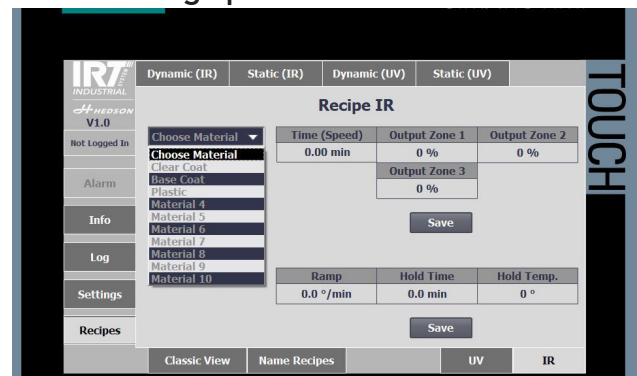 IRT
SYSTEM
INDUSTRIAL
HEDSON
V1.0
Not Logged In
Alarm
Info
Log
Settings
Recipes
Dynamic (IR) Static (IR) Dynamic (UV) Static (UV)
Recipe IR
Choose Material
Choose Material
Clear Coat
Base Coat
Plastic
Material 4
Material 5
Material 6
Material 7
Material 8
Material 9
Material 10
Time (Speed) Output Zone 1 Output Zone 2
0.00 min 0 % 0 %
Output Zone 3
0 %
Save
Ramp Hold Time Hold Temp.
0.0 °/min 0.0 min 0 °
Save
Classic View Name Recipes UV IR
TOUCH